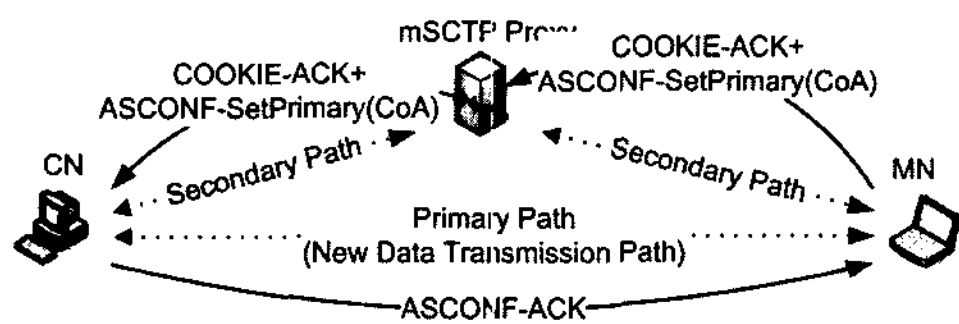 mSCTP
COOKIE-ACK+
ASCONF-SetPrimary(CoA)
COOKIE-ACK+
ASCONF-SetPrimary(CoA)
CN
Secondary Path
Secondary Path
MN
Primary Path
(New Data Transmission Path)
ASCONF-ACK